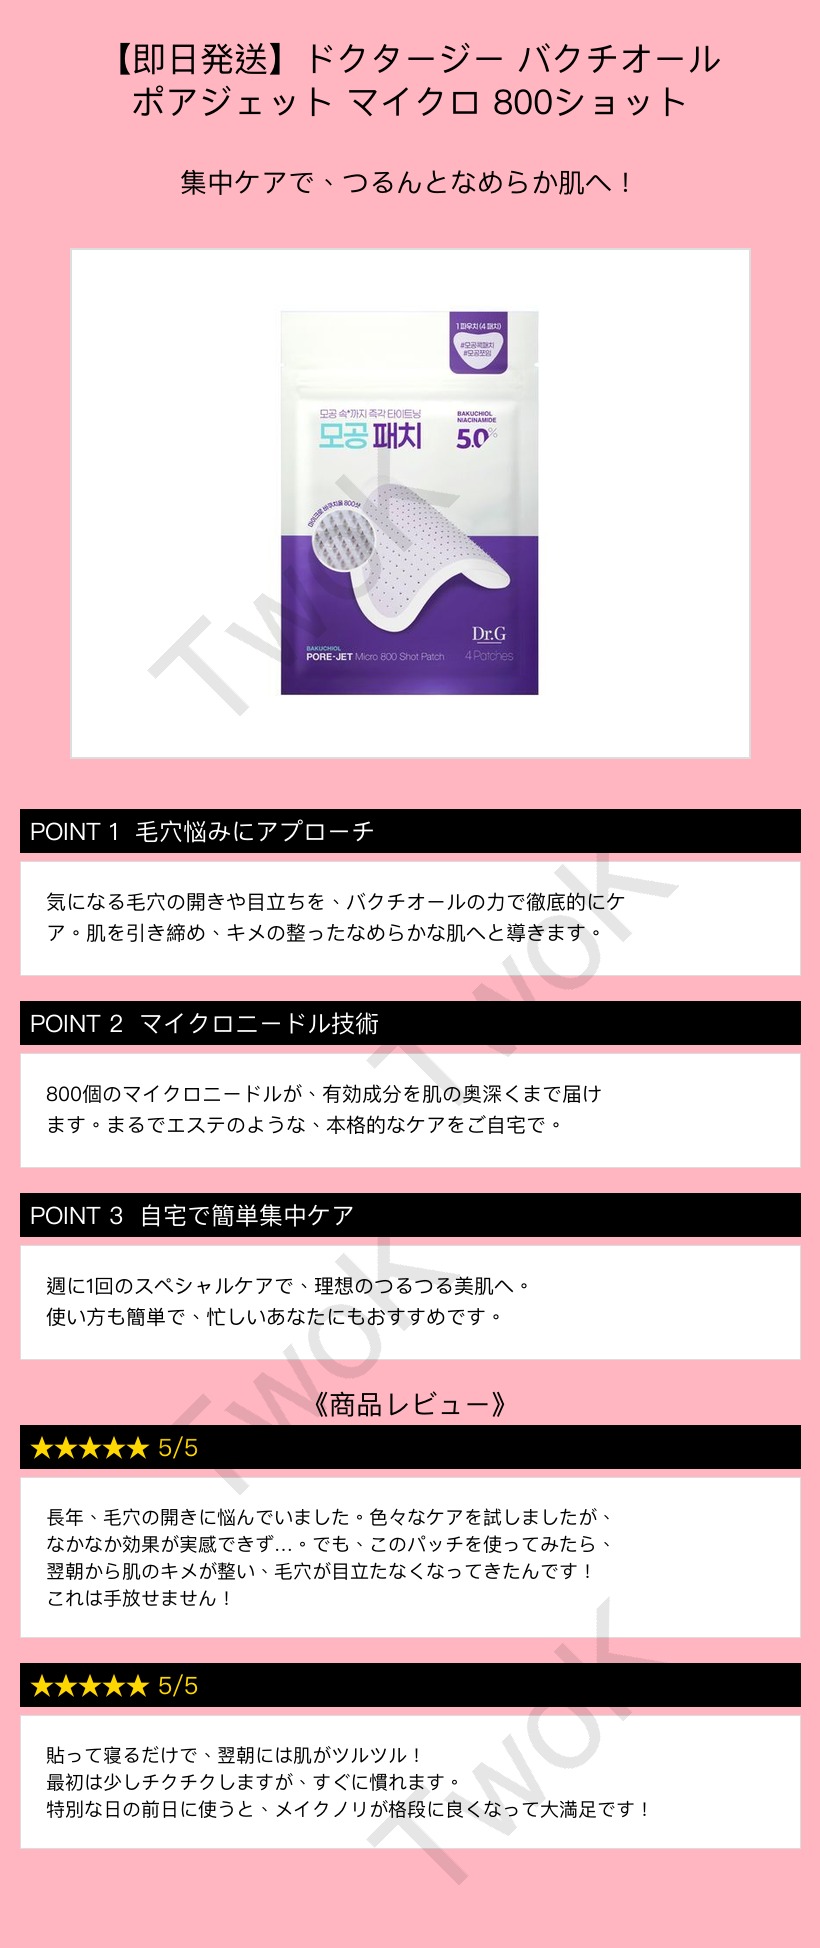 【即日発送】ドクタージー バクチオール
ポアジェット マイクロ 800ショット
集中ケアで、つるんとなめらか肌へ！
1 파우치 (4 패치)
#모공쏙패치
#모공쪼임
모공 속*까지 즉각 타이트닝
모공 패치
BAKUCHIOL
NIACINAMIDE
5.0%
Dr.G
BAKUCHIOL
PORE-JET Micro 800 Shot Patch
4 Patches
TwoK
POINT 1 毛穴悩みにアプローチ
気になる毛穴の開きや目立ちを、バクチオールの力で徹底的にケ
ア。肌を引き締め、キメの整ったなめらかな肌へと導きます。
TwoK
POINT 2 マイクロニードル技術
800個のマイクロニードルが、有効成分を肌の奥深くまで届け
ます。まるでエステのような、本格的なケアをご自宅で。
POINT 3 自宅で簡単集中ケア
週に1回のスペシャルケアで、理想のつるつる美肌へ。
使い方も簡単で、忙しいあなたにもおすすめです。
TwoK
《商品レビュー》
★★★★★ 5/5
長年、毛穴の開きに悩んでいました。色々なケアを試しましたが、
なかなか効果が実感できず…。でも、このパッチを使ってみたら、
翌朝から肌のキメが整い、毛穴が目立たなくなってきたんです！
これは手放せません！
★★★★★ 5/5
貼って寝るだけで、翌朝には肌がツルツル！
最初は少しチクチクしますが、すぐに慣れます。
特別な日の前日に使うと、メイクノリが格段に良くなって大満足です！
TwoK